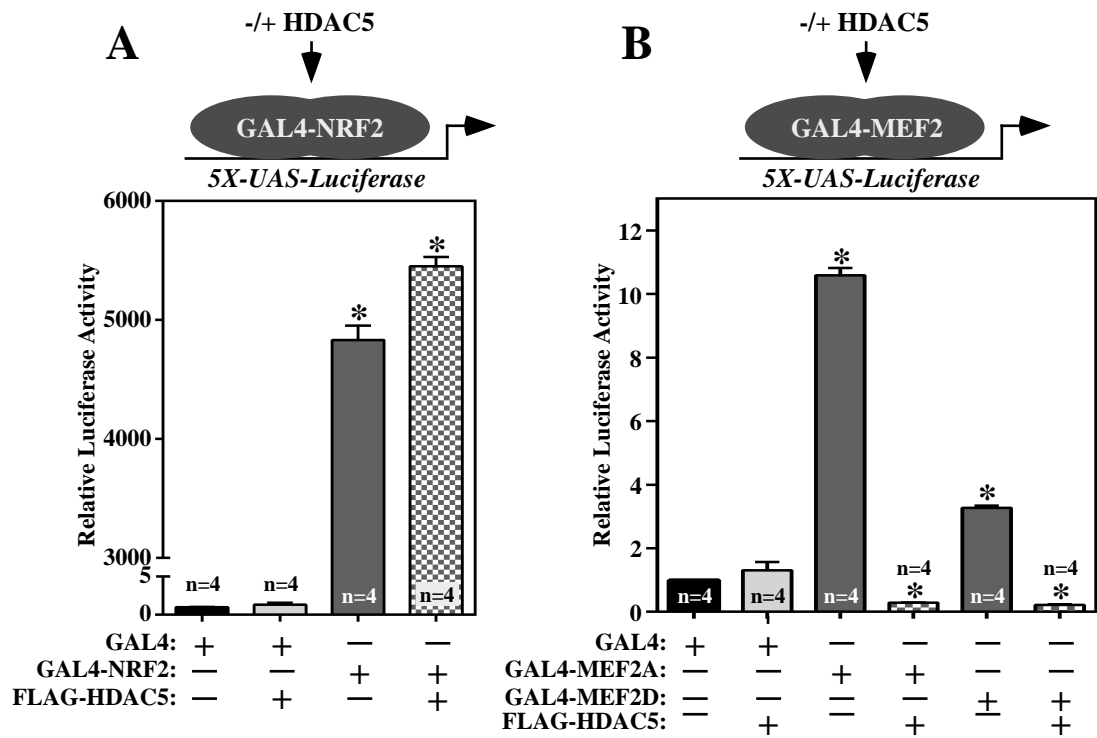 A
-/+ HDAC5
GAL4-NRF2
5X-UAS-Luciferase
Relative Luciferase Activity
6000
5000
4000
3000
5
0
n=4
n=4
n=4
n=4
*
*
GAL4: + + — —
GAL4-NRF2: — — + +
FLAG-HDAC5: — + — +
B
-/+ HDAC5
GAL4-MEF2
5X-UAS-Luciferase
Relative Luciferase Activity
12
10
8
6
4
2
0
n=4
n=4
n=4
n=4
n=4
n=4
*
*
*
*
GAL4: + + — — — —
GAL4-MEF2A: — — + + — —
GAL4-MEF2D: — — — — + +
FLAG-HDAC5: — + — + — +